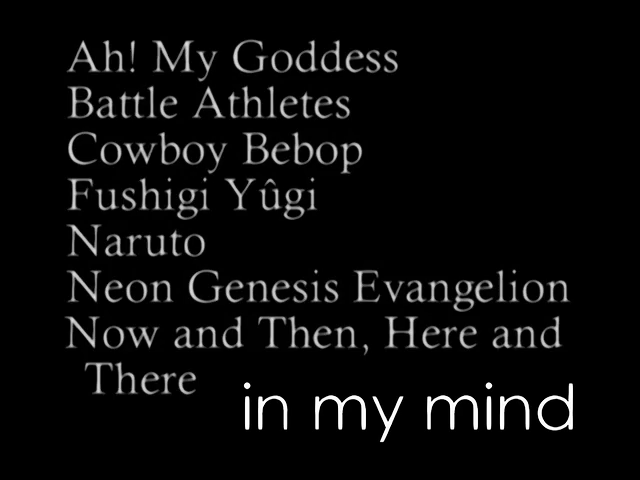 Ah! My Goddess
Battle Athletes
Cowboy Bebop
Fushigi Yûgi
Naruto
Neon Genesis Evangelion
Now and Then, Here and
There
in my mind